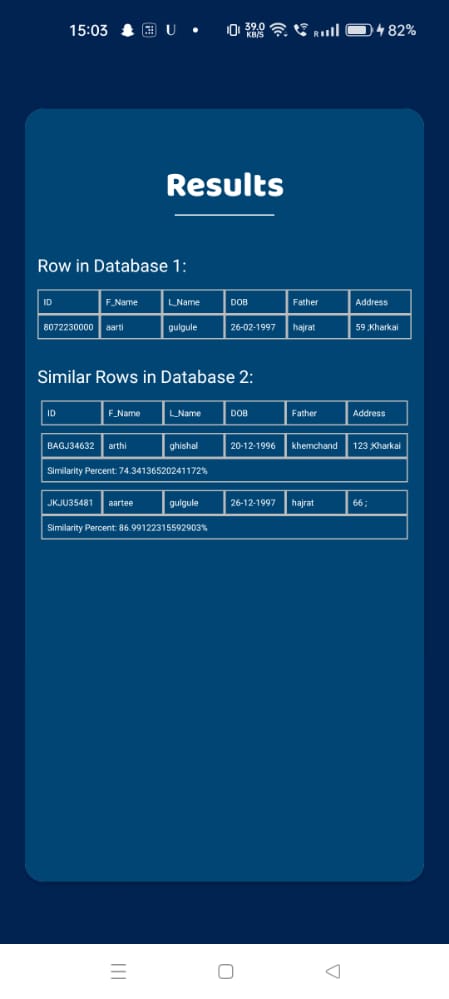 15:03 U 39.0 KB/S R 82%
Results
Row in Database 1:
ID F_Name L_Name DOB Father Address
8072230000 aarti gulgule 26-02-1997 hajrat 59 ;Kharkai
Similar Rows in Database 2:
ID F_Name L_Name DOB Father Address
BAGJ34632 arthi ghishal 20-12-1996 khemchand 123 ;Kharkai
Similarity Percent: 74.34136520241172%
JKJU35481 aartee gulgule 26-12-1997 hajrat 66 ;
Similarity Percent: 86.99122315592903%